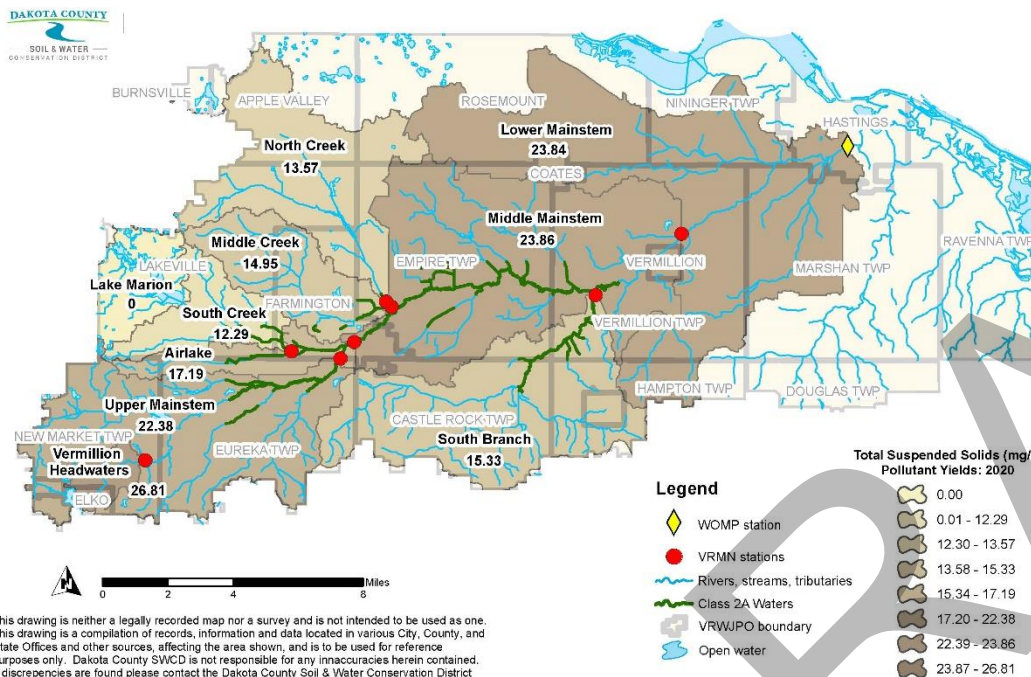 DAKOTA COUNTY
SOIL & WATER
CONSERVATION DISTRICT
BURNSVILLE
APPLE VALLEY
ROSEMOUNT
NININGER TWP
HASTINGS
Lower Mainstem
23.84
North Creek
13.57
COATES
Middle Mainstem
23.86
Middle Creek
14.95
LAKEVILLE
EMPIRE TWP
VERMILLION
RAVENNA TWP
MARSHAN TWP
Lake Marion
0
FARMINGTON
South Creek
12.29
VERMILLION TWP
Airlake
17.19
HAMPTON TWP
DOUGLAS TWP
Upper Mainstem
22.38
CASTLE ROCK TWP
NEW MARKET TWP
EUREKA TWP
South Branch
15.33
Vermillion
Headwaters
26.81
ELKO
Legend
WOMP station
VRMN stations
Rivers, streams, tributaries
Class 2A Waters
VRWJPO boundary
Open water
Total Suspended Solids (mg/
Pollutant Yields: 2020
0.00
0.01 - 12.29
12.30 - 13.57
13.58 - 15.33
15.34 - 17.19
17.20 - 22.38
22.39 - 23.86
23.87 - 26.81
N
0 2 4 8 Miles
his drawing is neither a legally recorded map nor a survey and is not intended to be used as one.
his drawing is a compilation of records, information and data located in various City, County, and
tate Offices and other sources, affecting the area shown, and is to be used for reference
urposes only. Dakota County SWCD is not responsible for any innaccuracies herein contained.
discrepencies are found please contact the Dakota County Soil & Water Conservation District